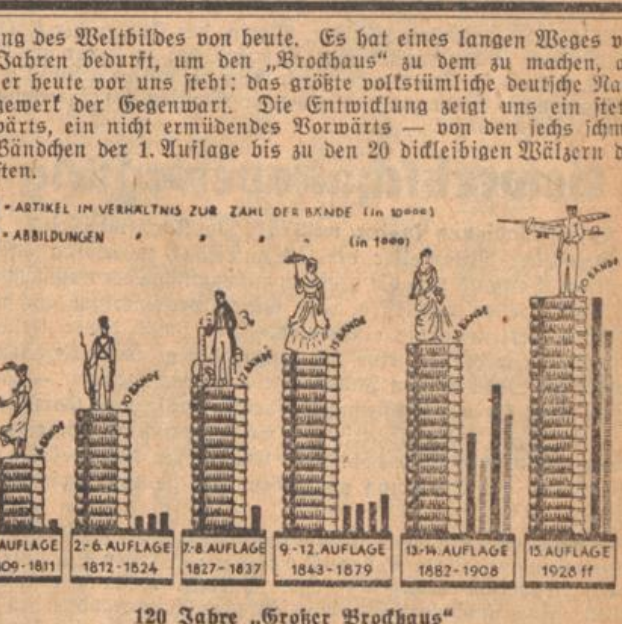 ng des Weltbildes von heute. Es hat eines langen Weges v
Jahren bedurft, um den „Brockhaus“ zu dem zu machen,
er heute vor uns steht: das größte volkstümliche deutsche Na
gewerk der Gegenwart. Die Entwicklung zeigt uns ein stet
wärts, ein nicht ermüdendes Vorwärts — von den sechs schm
Bändchen der 1. Auflage bis zu den 20 dickleibigen Wälzern d
ten.
- ARTIKEL IM VERHÄLTNIS ZUR ZAHL DER BÄNDE (in 10000)
- ABBILDUNGEN " " " " (in 1000)
6 BÄNDE
10 BÄNDE
12 BÄNDE
15 BÄNDE
16 BÄNDE
20 BÄNDE
AUFLAGE
09-1811
2.-6. AUFLAGE
1812-1824
7.-8. AUFLAGE
1827-1837
9.-12. AUFLAGE
1843-1879
13.-14. AUFLAGE
1882-1908
15. AUFLAGE
1928 ff
120 Jahre „Großer Brockhaus“